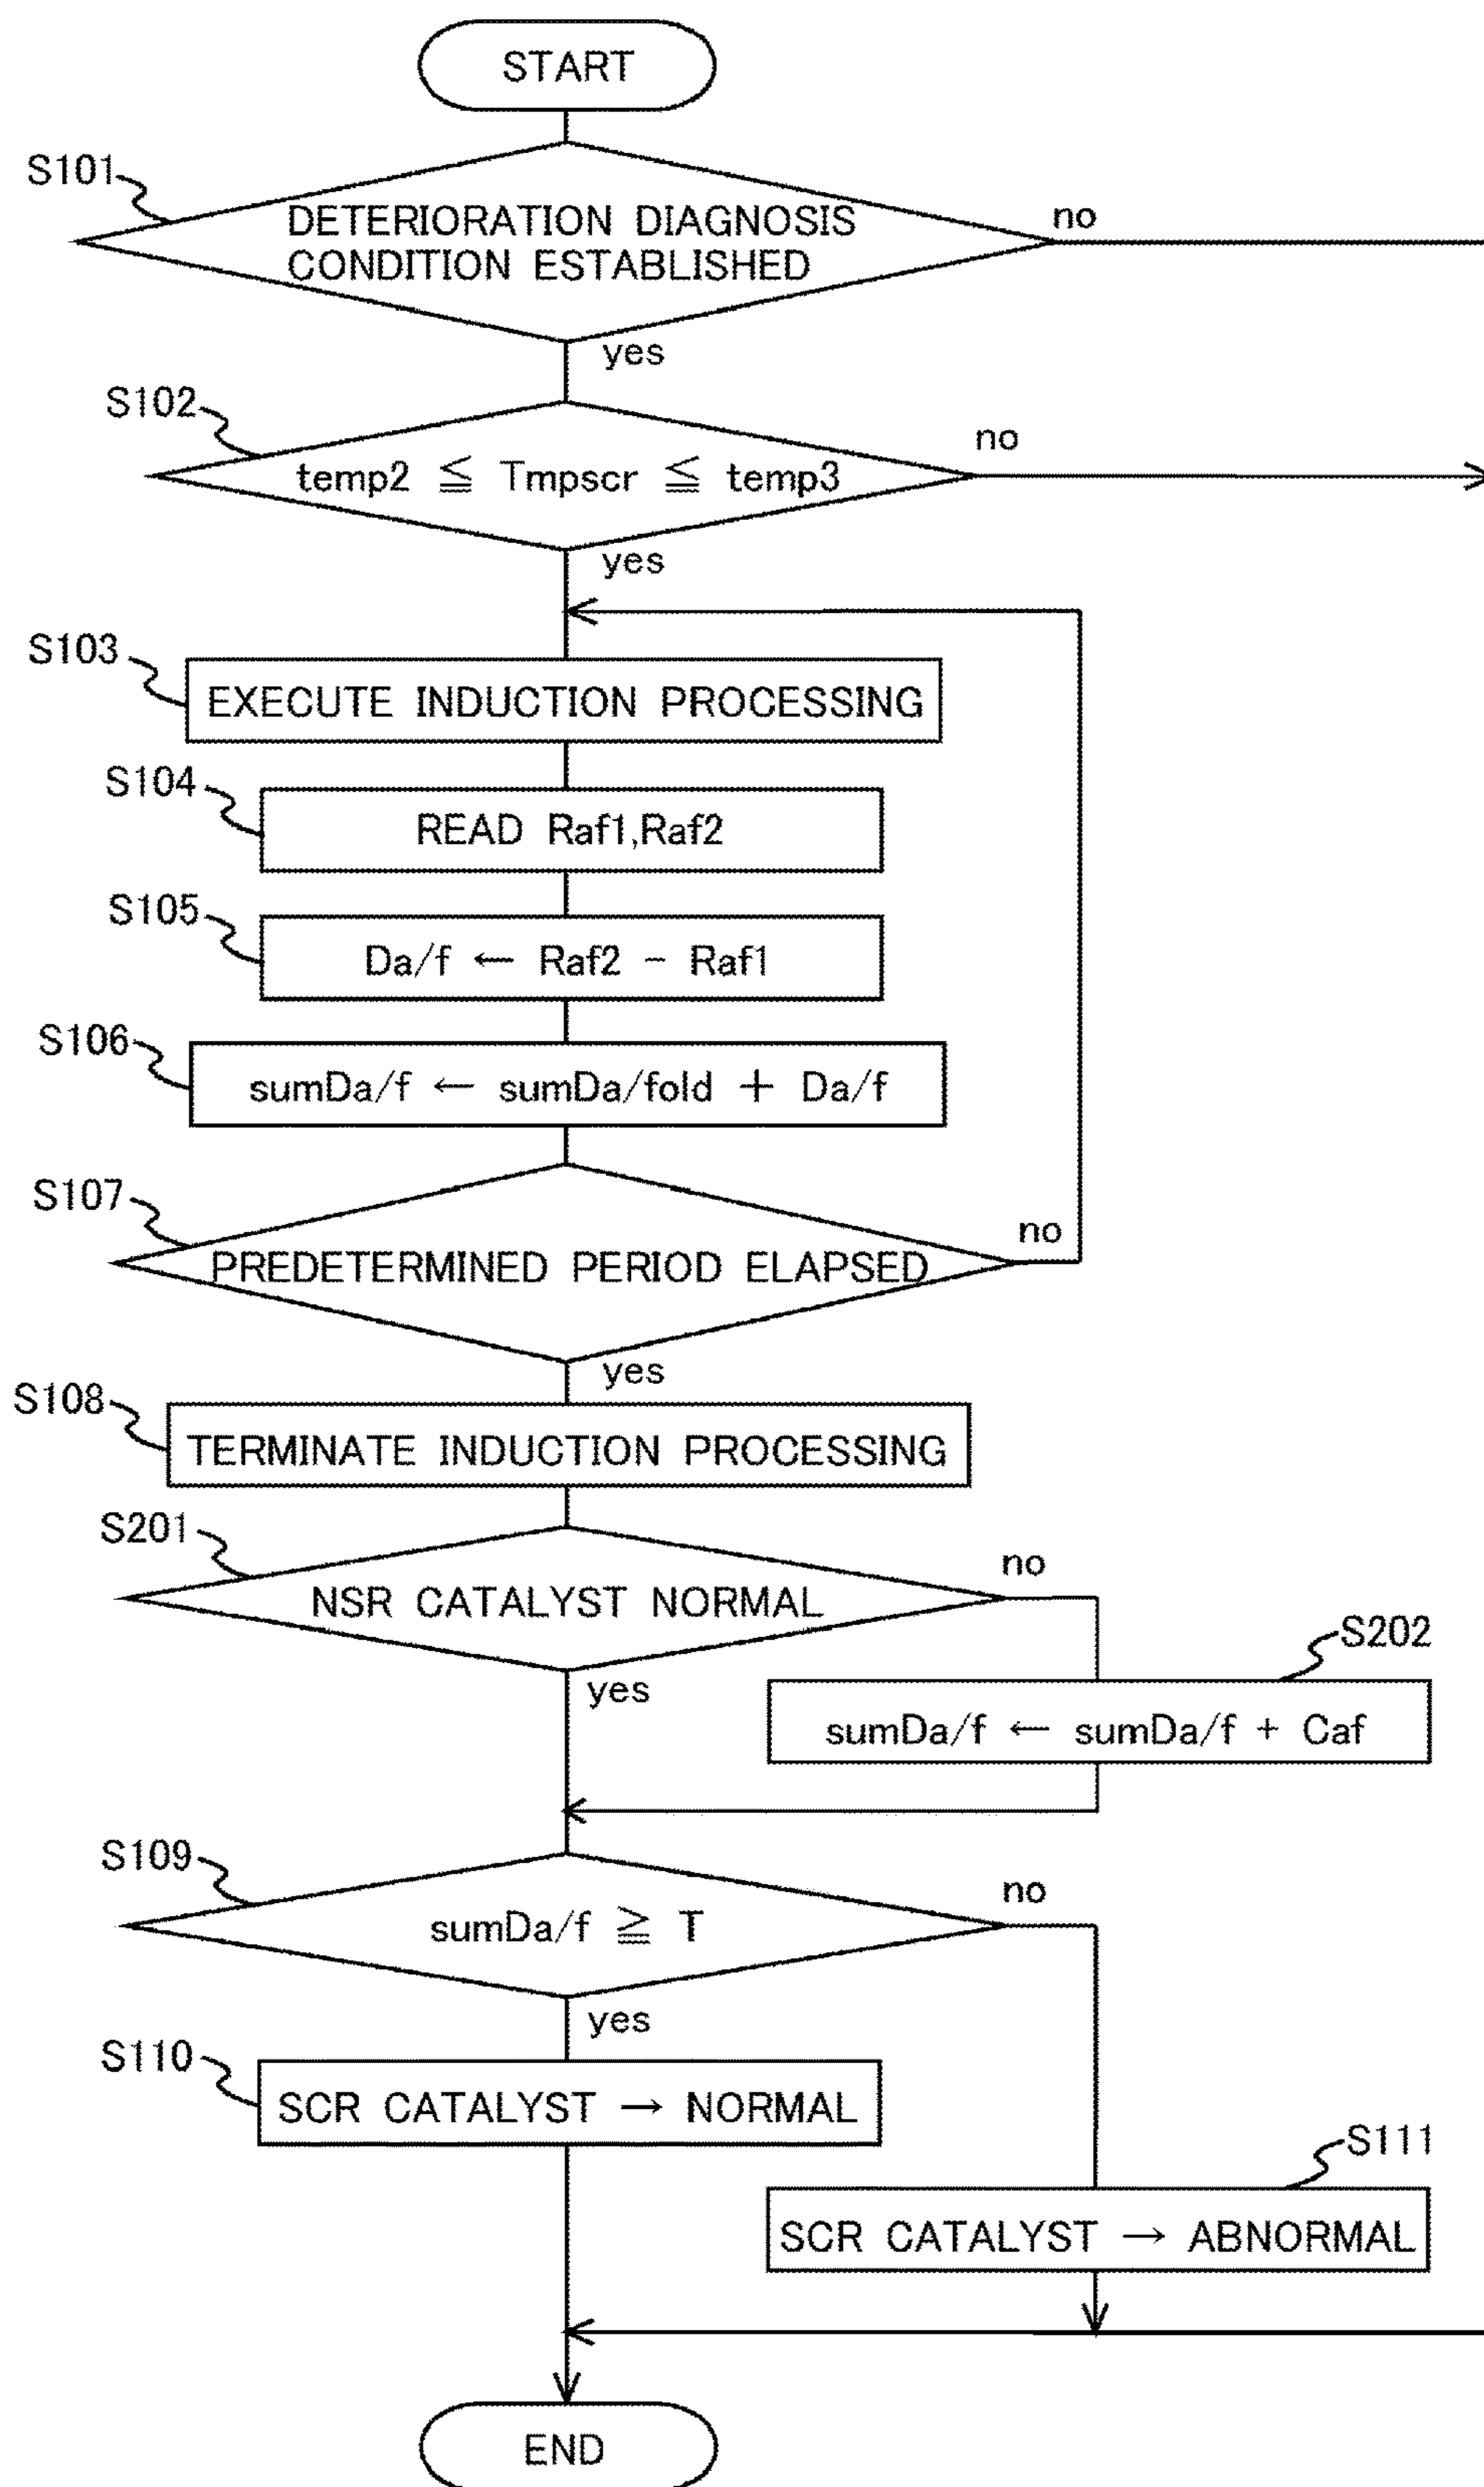 START
S101
DETERIORATION DIAGNOSIS
CONDITION ESTABLISHED
no
yes
S102
temp2 ≦ Tmpscr ≦ temp3
no
yes
S103
EXECUTE INDUCTION PROCESSING
S104
READ Raf1,Raf2
S105
Da/f ← Raf2 - Raf1
S106
sumDa/f ← sumDa/fold + Da/f
S107
PREDETERMINED PERIOD ELAPSED
no
yes
S108
TERMINATE INDUCTION PROCESSING
S201
NSR CATALYST NORMAL
no
yes
S202
sumDa/f ← sumDa/f + Caf
S109
sumDa/f ≧ T
no
yes
S110
SCR CATALYST → NORMAL
S111
SCR CATALYST → ABNORMAL
END